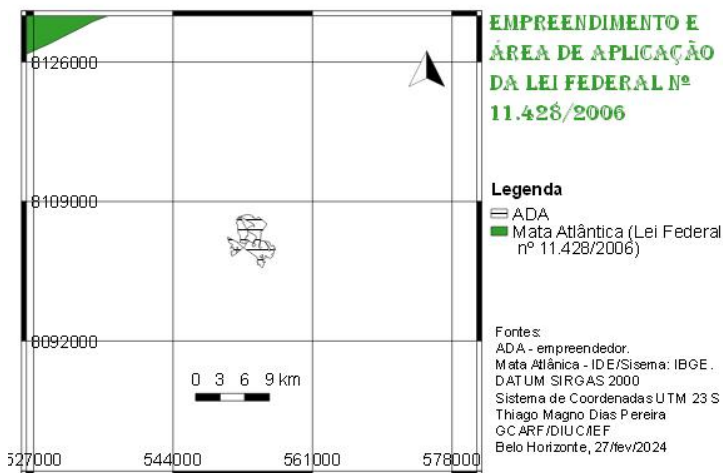 EMPREENDIMENTO E
ÁREA DE APLICAÇÃO
DA LEI FEDERAL Nº
11.428/2006
8126000
8109000
8092000
527000 544000 561000 578000
0 3 6 9 km
Legenda
ADA
Mata Atlântica (Lei Federal
nº 11.428/2006)
Fontes:
ADA - empreendedor.
Mata Atlânica - IDE/Sisema: IBGE.
DATUM SIRGAS 2000
Sistema de Coordenadas UTM 23 S
Thiago Magno Dias Pereira
GCARF/DIUC/IEF
Belo Horizonte, 27/fev/2024